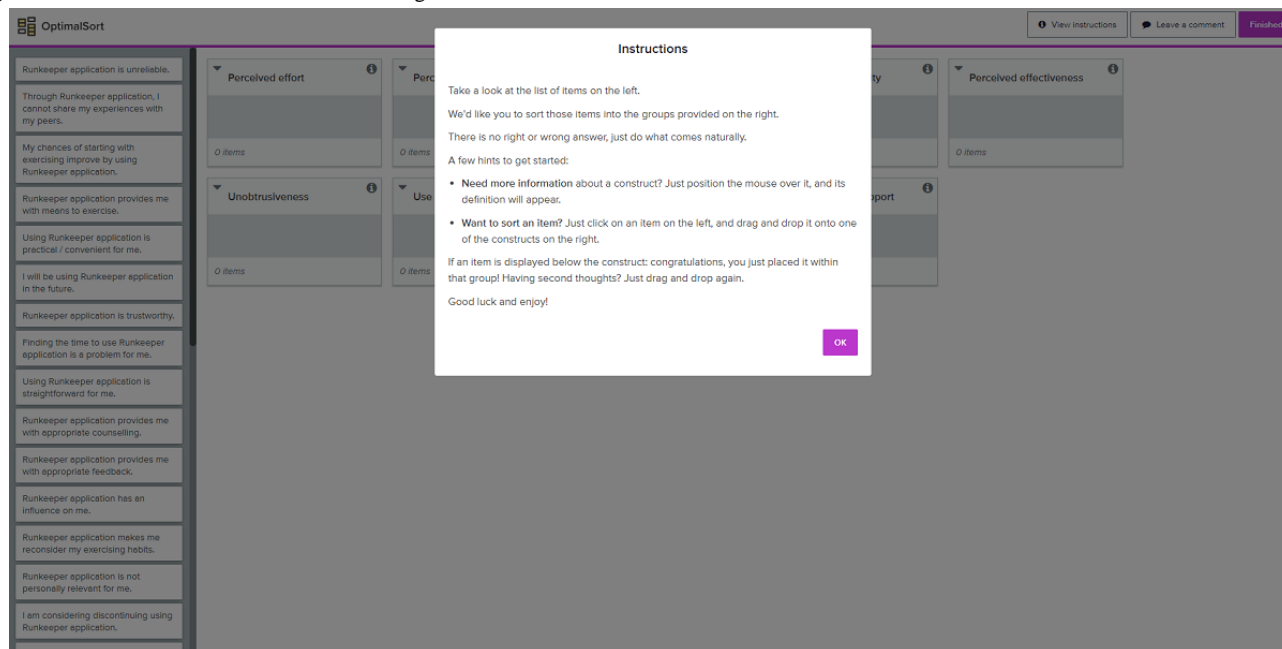 OptimalSort
View instructions
Leave a comment
Finished
Runkeeper application is unreliable.
Through Runkeeper application, I
cannot share my experiences with
my peers.
My chances of starting with
exercising improve by using
Runkeeper application.
Runkeeper application provides me
with means to exercise.
Using Runkeeper application is
practical / convenient for me.
I will be using Runkeeper application
in the future.
Runkeeper application is trustworthy.
Finding the time to use Runkeeper
application is a problem for me.
Using Runkeeper application is
straightforward for me.
Runkeeper application provides me
with appropriate counselling.
Runkeeper application provides me
with appropriate feedback.
Runkeeper application has an
influence on me.
Runkeeper application makes me
reconsider my exercising habits.
Runkeeper application is not
personally relevant for me.
I am considering discontinuing using
Runkeeper application.
Perceived effort
0 items
Perc
0 items
ty
Perceived effectiveness
0 items
Unobtrusiveness
0 items
Use
0 items
pport
Instructions
Take a look at the list of items on the left.
We'd like you to sort those items into the groups provided on the right.
There is no right or wrong answer, just do what comes naturally.
A few hints to get started:
• Need more information about a construct? Just position the mouse over it, and its
definition will appear.
• Want to sort an item? Just click on an item on the left, and drag and drop it onto one
of the constructs on the right.
If an item is displayed below the construct: congratulations, you just placed it within
that group! Having second thoughts? Just drag and drop again.
Good luck and enjoy!
OK